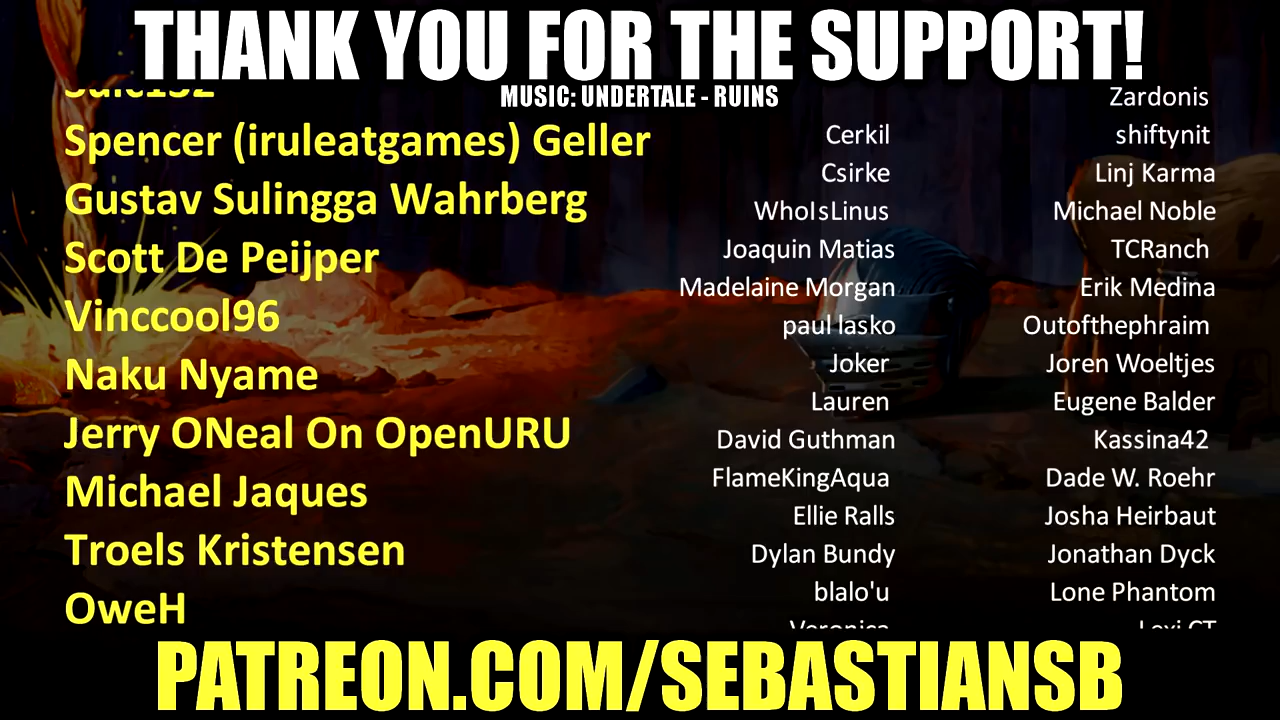 THANK YOU FOR THE SUPPORT!
MUSIC: UNDERTALE - RUINS
Spencer (iruleatgames) Geller
Gustav Sulingga Wahrberg
Scott De Peijper
Vinccool96
Naku Nyame
Jerry ONeal On OpenURU
Michael Jaques
Troels Kristensen
OweH
Cerkil
Csirke
WhoIsLinus
Joaquin Matias
Madelaine Morgan
paul lasko
Joker
Lauren
David Guthman
FlameKingAqua
Ellie Ralls
Dylan Bundy
blalo'u
Veronica
Zardonis
shiftynit
Linj Karma
Michael Noble
TCRanch
Erik Medina
Outofthephraim
Joren Woeltjes
Eugene Balder
Kassina42
Dade W. Roehr
Josha Heirbaut
Jonathan Dyck
Lone Phantom
PATREON.COM/SEBASTIANSB